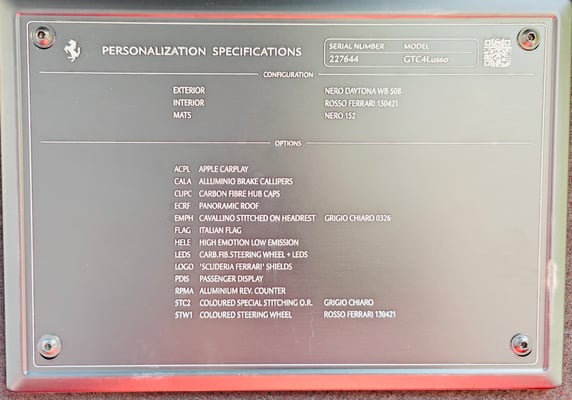 PERSONALIZATION SPECIFICATIONS
SERIAL NUMBER MODEL
227644 GTC4Lusso
CONFIGURATION
EXTERIOR NERO DAYTONA WB 508
INTERIOR ROSSO FERRARI 130421
MATS NERO 152
OPTIONS
ACPL APPLE CARPLAY
CALA ALLUMINIO BRAKE CALLIPERS
CUPC CARBON FIBRE HUB CAPS
ECRF PANORAMIC ROOF
EMPH CAVALLINO STITCHED ON HEADREST GRIGIO CHIARO 0326
FLAG ITALIAN FLAG
HELE HIGH EMOTION LOW EMISSION
LEDS CARB.FIB.STEERING WHEEL + LEDS
LOGO 'SCUDERIA FERRARI' SHIELDS
PDIS PASSENGER DISPLAY
RPMA ALUMINIUM REV. COUNTER
STC2 COLOURED SPECIAL STITCHING O.R. GRIGIO CHIARO
STW1 COLOURED STEERING WHEEL ROSSO FERRARI 130421